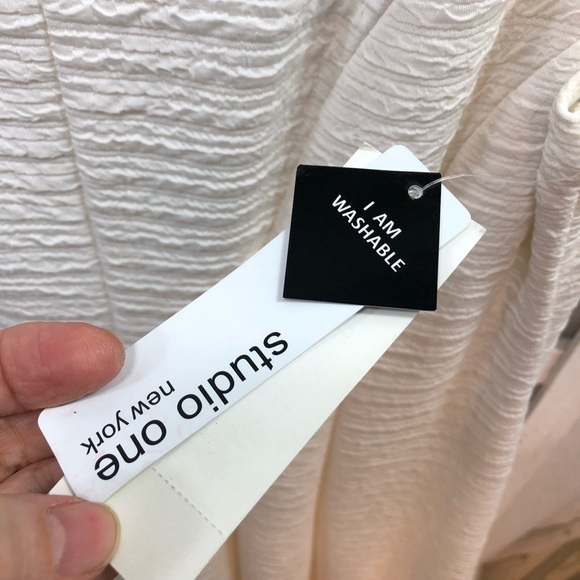 I AM
WASHABLE
studio one
new york